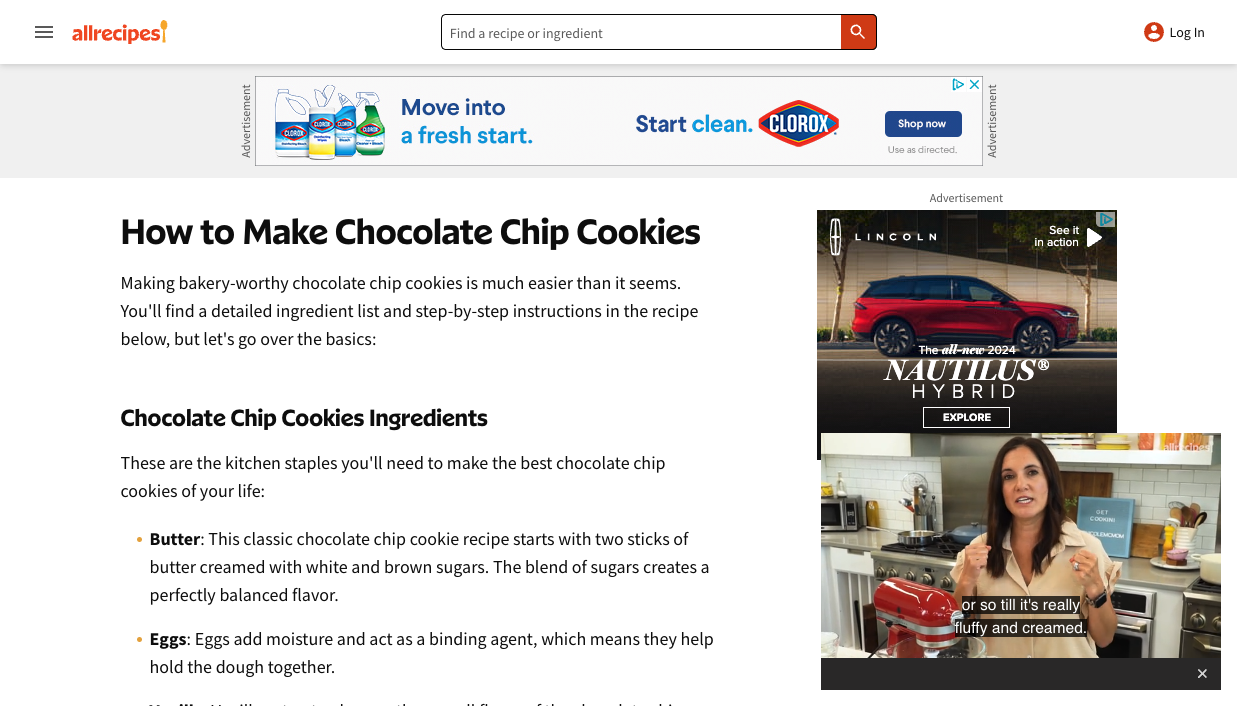 allrecipes
Find a recipe or ingredient
Log In
Advertisement
CLOROX
Move into
a fresh start.
Start clean.
CLOROX
Shop now
Use as directed.
Advertisement
How to Make Chocolate Chip Cookies
Making bakery-worthy chocolate chip cookies is much easier than it seems.
You'll find a detailed ingredient list and step-by-step instructions in the recipe
below, but let's go over the basics:
Chocolate Chip Cookies Ingredients
These are the kitchen staples you'll need to make the best chocolate chip
cookies of your life:
• Butter: This classic chocolate chip cookie recipe starts with two sticks of
butter creamed with white and brown sugars. The blend of sugars creates a
perfectly balanced flavor.
• Eggs: Eggs add moisture and act as a binding agent, which means they help
hold the dough together.
Advertisement
LINCOLN
See it
in action
The all-new 2024
NAUTILUS®
HYBRID
EXPLORE
allrecipes
GET
COOKIN!
or so till it's really
fluffy and creamed.